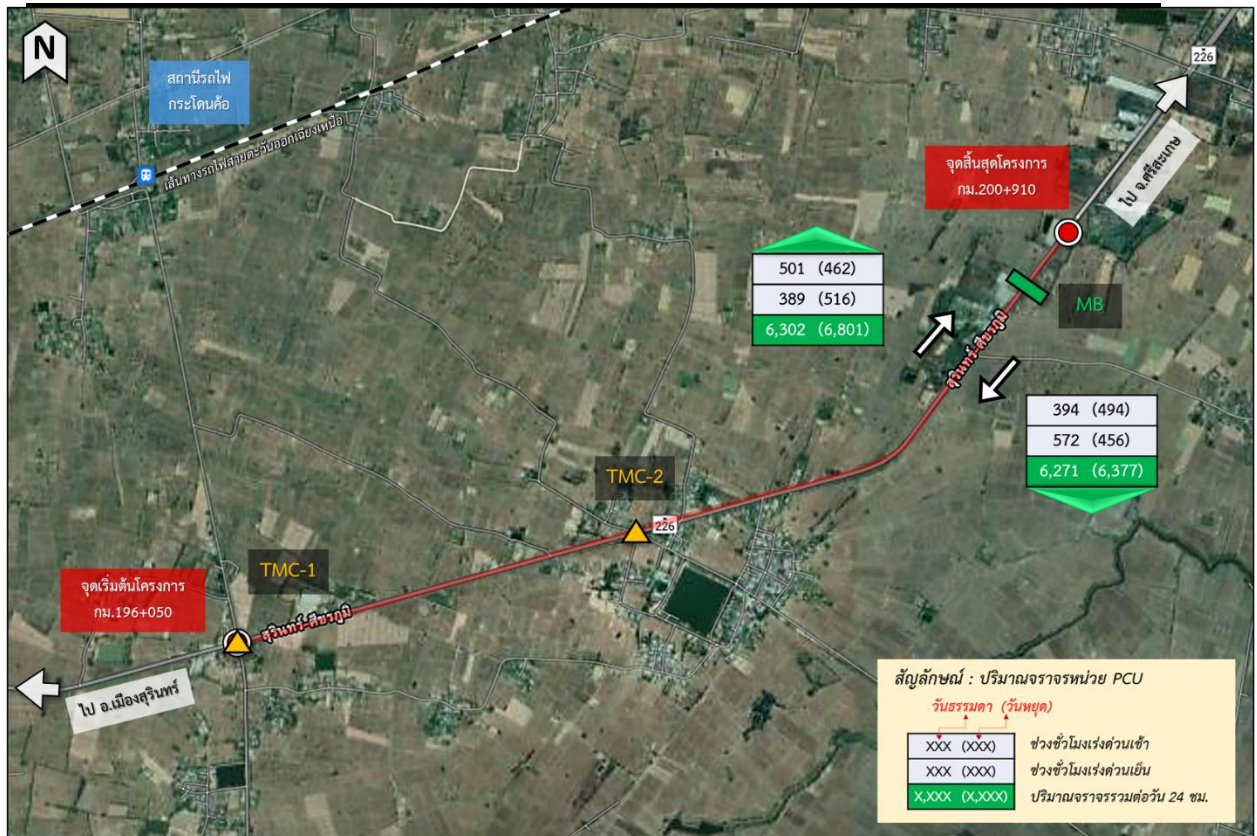 N
สถานีรถไฟ
กระโดนค้อ
เส้นทางรถไฟสายตะวันออกเฉียงเหนือ
226
ไป จ.ศรีสะเกษ
จุดสิ้นสุดโครงการ
กม.200+910
501 (462)
389 (516)
6,302 (6,801)
MB
สุรินทร์-ศีขรภูมิ
394 (494)
572 (456)
6,271 (6,377)
TMC-2
226
TMC-1
จุดเริ่มต้นโครงการ
กม.196+050
สุรินทร์-ศีขรภูมิ
ไป อ.เมืองสุรินทร์
สัญลักษณ์ : ปริมาณจราจรหน่วย PCU
วันธรรมดา (วันหยุด)
XXX (XXX) ช่วงชั่วโมงเร่งด่วนเช้า
XXX (XXX) ช่วงชั่วโมงเร่งด่วนเย็น
X,XXX (X,XXX) ปริมาณจราจรรวมต่อวัน 24 ชม.